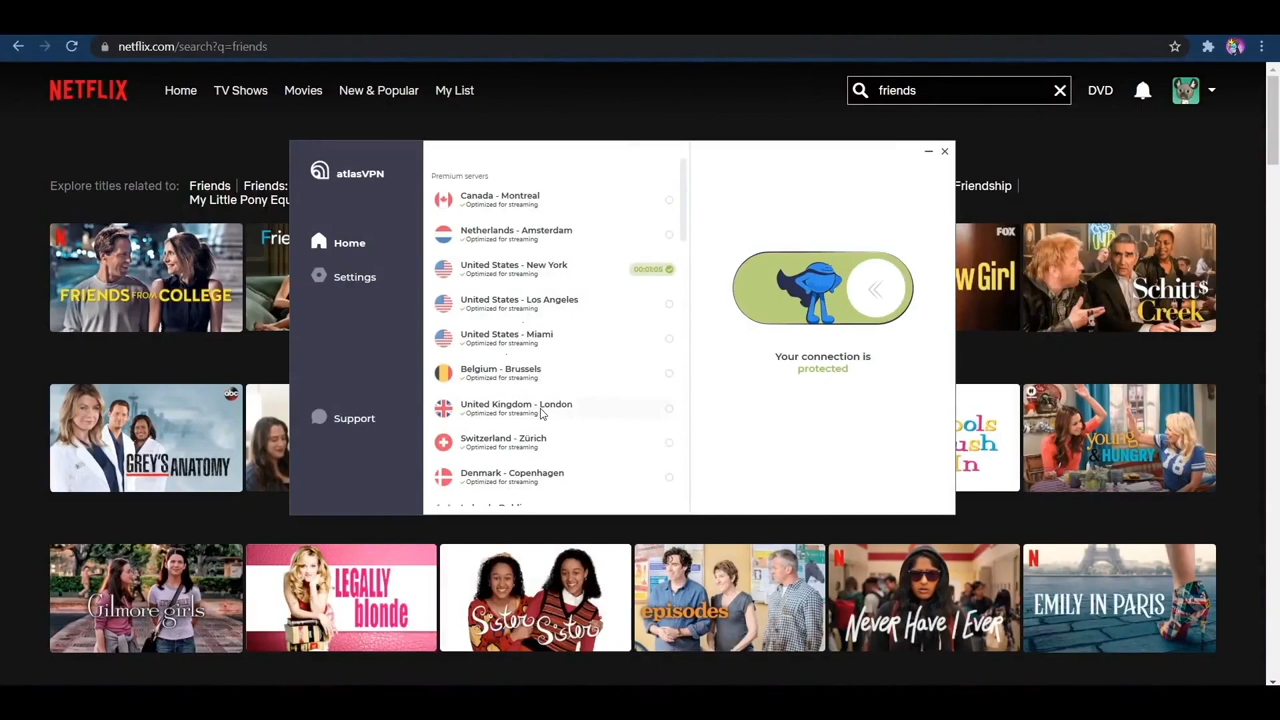 netflix.com/search?q=friends
NETFLIX
Home
TV Shows
Movies
New & Popular
My List
friends
DVD
Explore titles related to:
Friends
Friends:
My Little Pony Equ
Friendship
atlasVPN
Home
Settings
Support
Premium servers
Canada - Montreal
Optimized for streaming
Netherlands - Amsterdam
Optimized for streaming
United States - New York
Optimized for streaming
00:01:05
United States - Los Angeles
Optimized for streaming
United States - Miami
Optimized for streaming
Belgium - Brussels
Optimized for streaming
United Kingdom - London
Optimized for streaming
Switzerland - Zürich
Optimized for streaming
Denmark - Copenhagen
Optimized for streaming
Your connection is
protected
N
FRIENDS FROM COLLEGE
Frie
FOX
w Girl
Schitt$
Creek
abc
GREY'S ANATOMY
ols
ush
In
young
& HUNGRY
Gilmore girls
LEGALLY
blonde
Sister
Sister
episodes
N
NEVER HAVE I EVER
N
EMILY IN PARIS